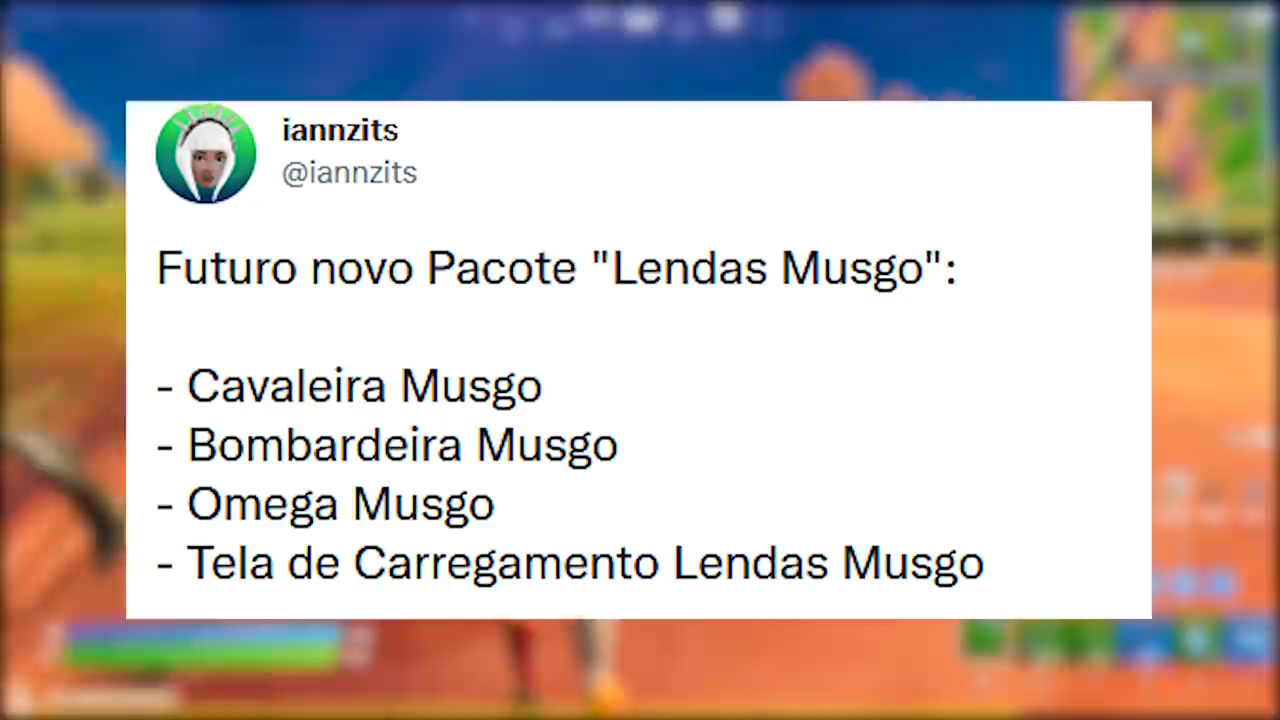 iannzits
@iannzits
Futuro novo Pacote "Lendas Musgo":
- Cavaleira Musgo
- Bombardeira Musgo
- Omega Musgo
- Tela de Carregamento Lendas Musgo